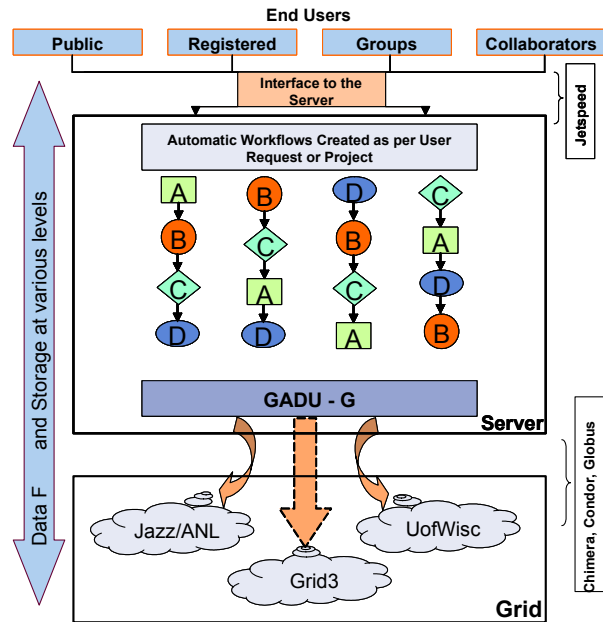 End Users
Public
Registered
Groups
Collaborators
Interface to the
Server
Jetspeed
Automatic Workflows Created as per User
Request or Project
A
B
D
C
B
C
B
A
C
A
C
D
D
D
A
B
GADU - G
Server
Data F and Storage at various levels
Chimera, Condor, Globus
Jazz/ANL
UofWisc
Grid3
Grid